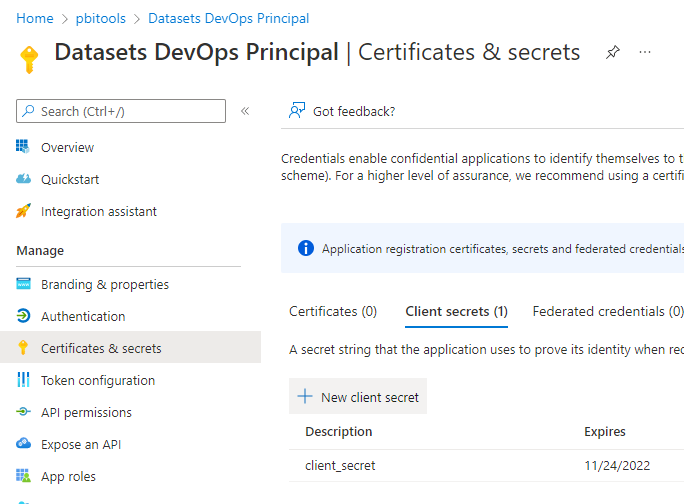 Home > pbitools > Datasets DevOps Principal
Datasets DevOps Principal | Certificates & secrets
Search (Ctrl+/)
Overview
Quickstart
Integration assistant
Manage
Branding & properties
Authentication
Certificates & secrets
Token configuration
API permissions
Expose an API
App roles
Got feedback?
Credentials enable confidential applications to identify themselves to t
scheme). For a higher level of assurance, we recommend using a certifi
Application registration certificates, secrets and federated credentials
Certificates (0) Client secrets (1) Federated credentials (0)
A secret string that the application uses to prove its identity when rec
New client secret
Description Expires
client_secret 11/24/2022